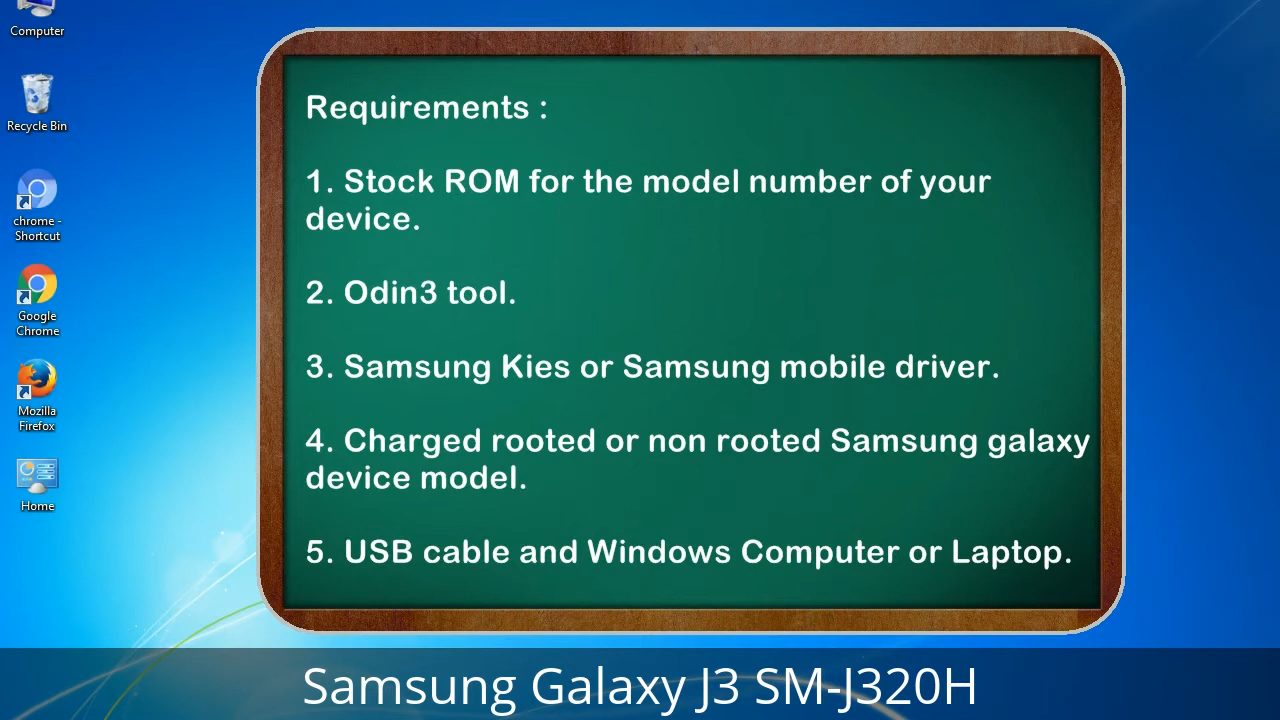 Computer
Recycle Bin
chrome -
Shortcut
Google
Chrome
Mozilla
Firefox
Home
Requirements :
1. Stock ROM for the model number of your
device.
2. Odin3 tool.
3. Samsung Kies or Samsung mobile driver.
4. Charged rooted or non rooted Samsung galaxy
device model.
5. USB cable and Windows Computer or Laptop.
Samsung Galaxy J3 SM-J320H